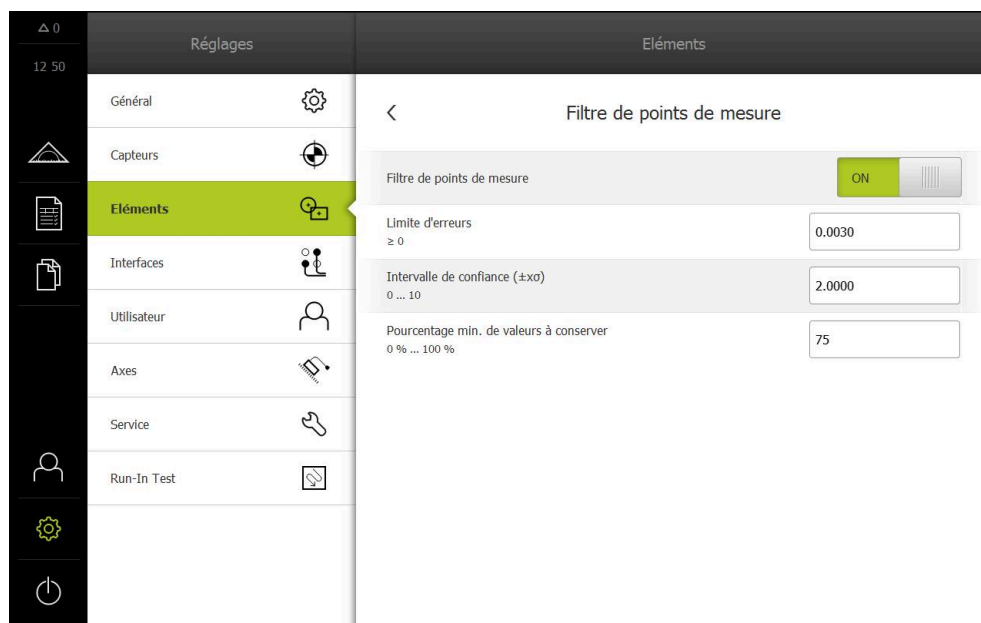 0
12 50
Réglages
Général
Capteurs
Eléments
Interfaces
Utilisateur
Axes
Service
Run-In Test
Eléments
Filtre de points de mesure
Filtre de points de mesure
ON
Limite d'erreurs
≥ 0
0.0030
Intervalle de confiance (±xσ)
0 ... 10
2.0000
Pourcentage min. de valeurs à conserver
0 % ... 100 %
75